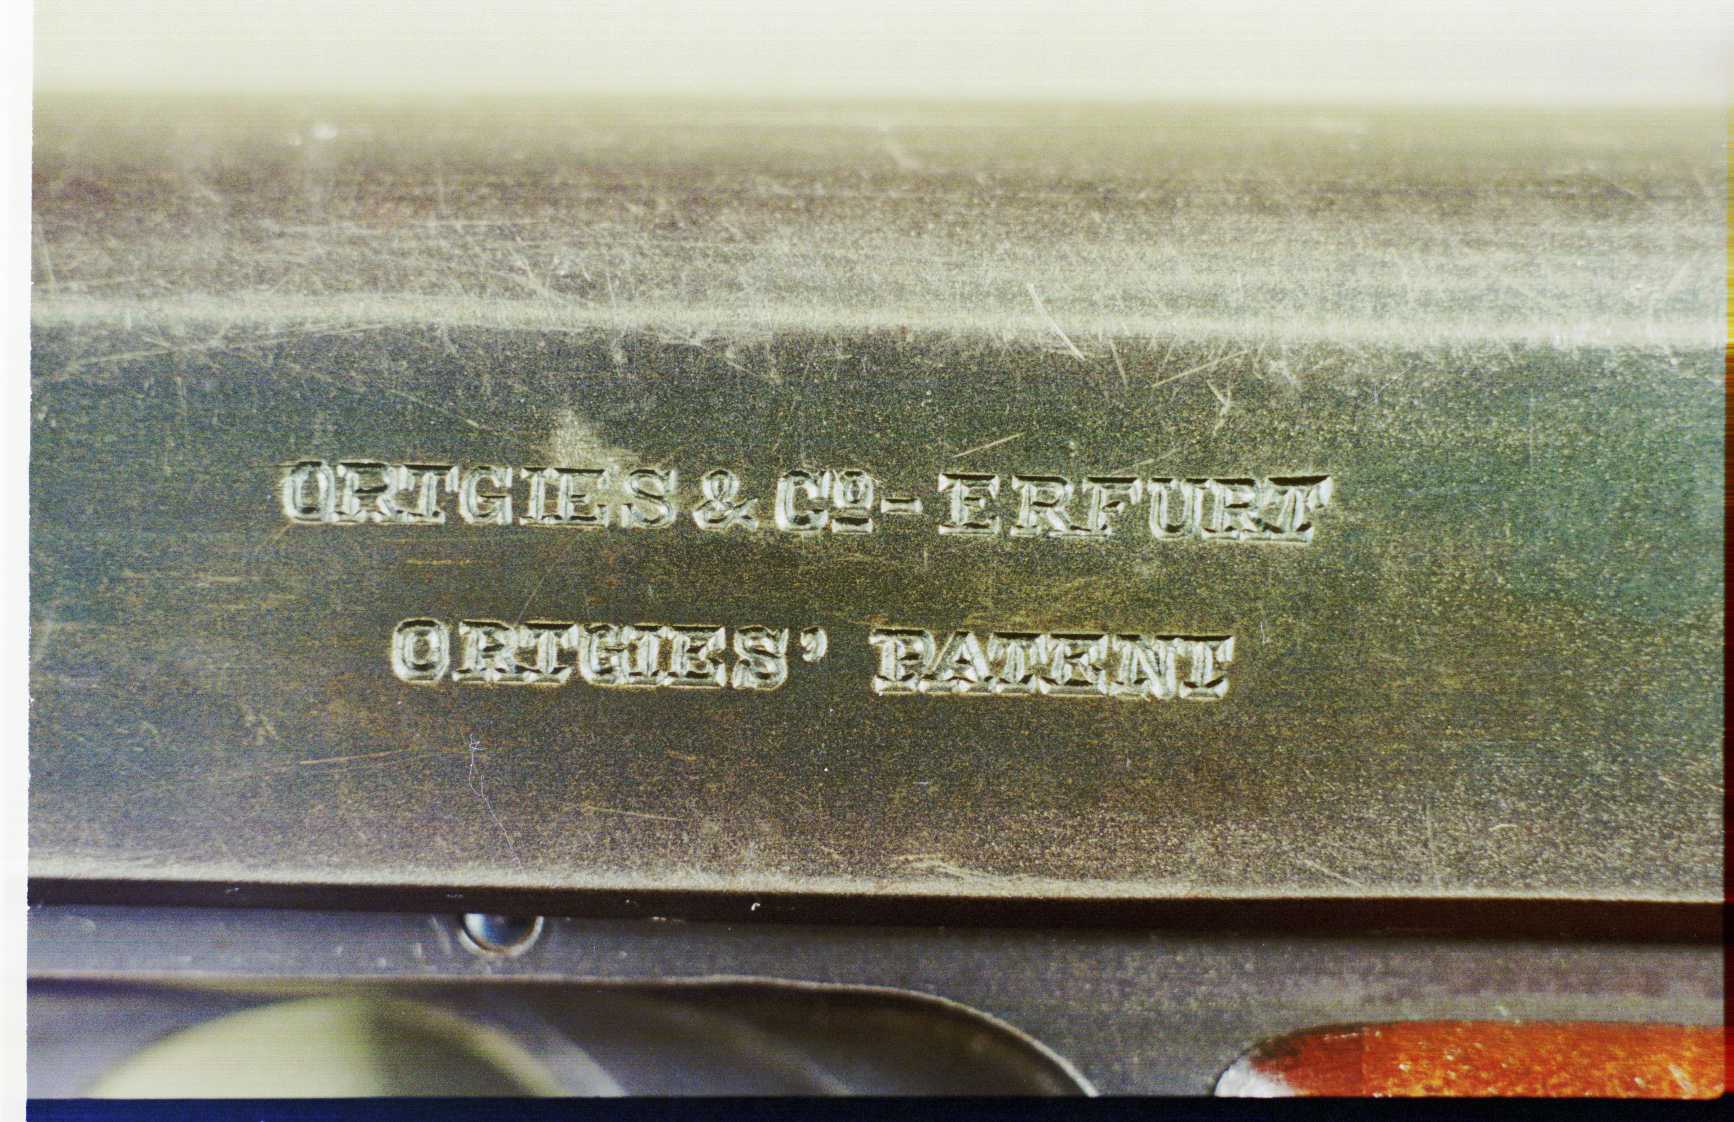 ORTGIES & Cº - ERFURT
ORTGIES' PATENT